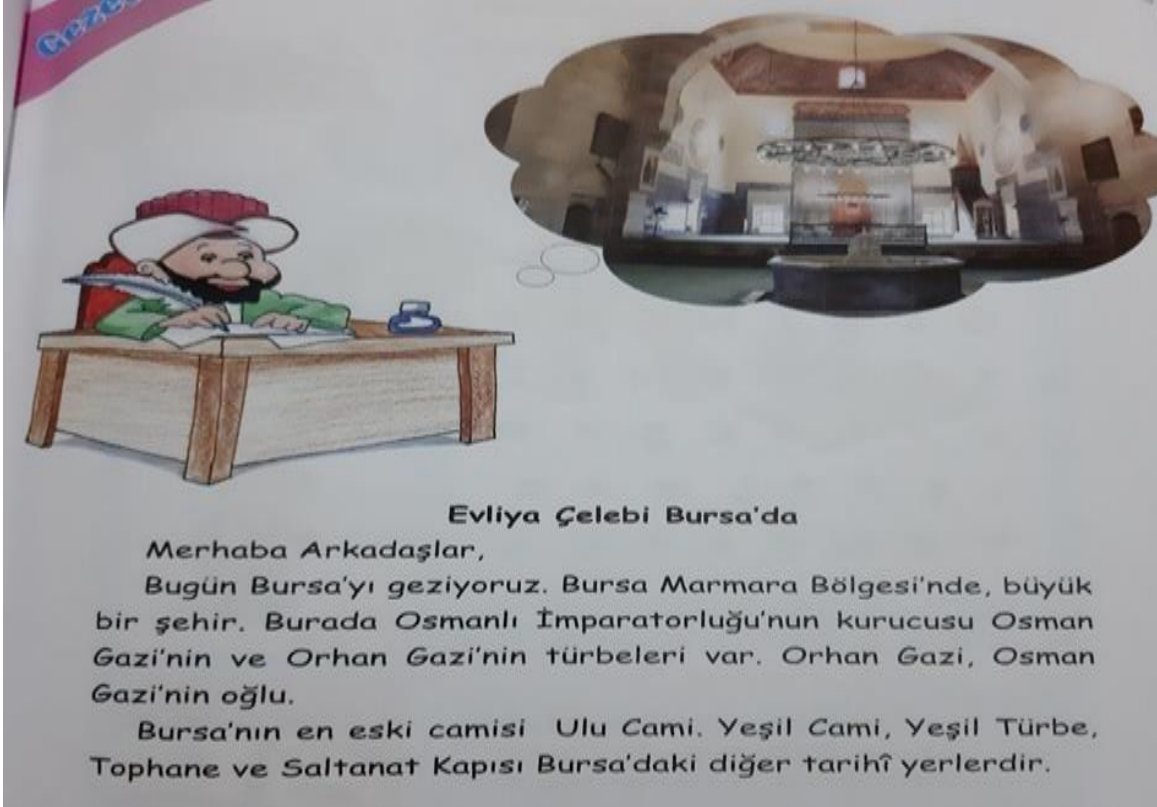 Evliya Çelebi Bursa'da
Merhaba Arkadaşlar,
Bugün Bursa'yı geziyoruz. Bursa Marmara Bölgesi'nde, büyük
bir şehir. Burada Osmanlı İmparatorluğu'nun kurucusu Osman
Gazi'nin ve Orhan Gazi'nin türbeleri var. Orhan Gazi, Osman
Gazi'nin oğlu.
Bursa'nın en eski camisi Ulu Cami. Yeşil Cami, Yeşil Türbe,
Tophane ve Saltanat Kapısı Bursa'daki diğer tarihî yerlerdir.